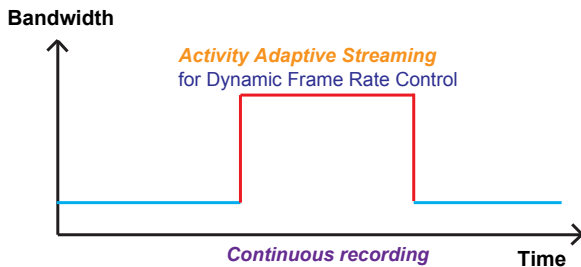 Bandwidth
Activity Adaptive Streaming
for Dynamic Frame Rate Control
Continuous recording
Time